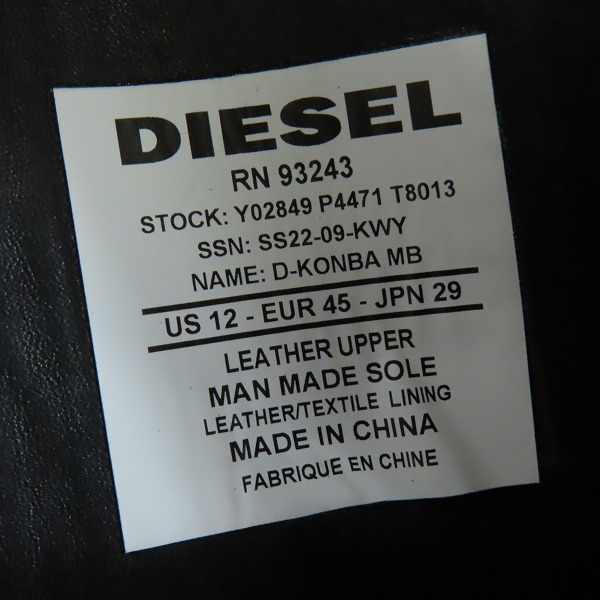 DIESEL
RN 93243
STOCK: Y02849 P4471 T8013
SSN: SS22-09-KWY
NAME: D-KONBA MB
US 12 - EUR 45 - JPN 29
LEATHER UPPER
MAN MADE SOLE
LEATHER/TEXTILE LINING
MADE IN CHINA
FABRIQUE EN CHINE